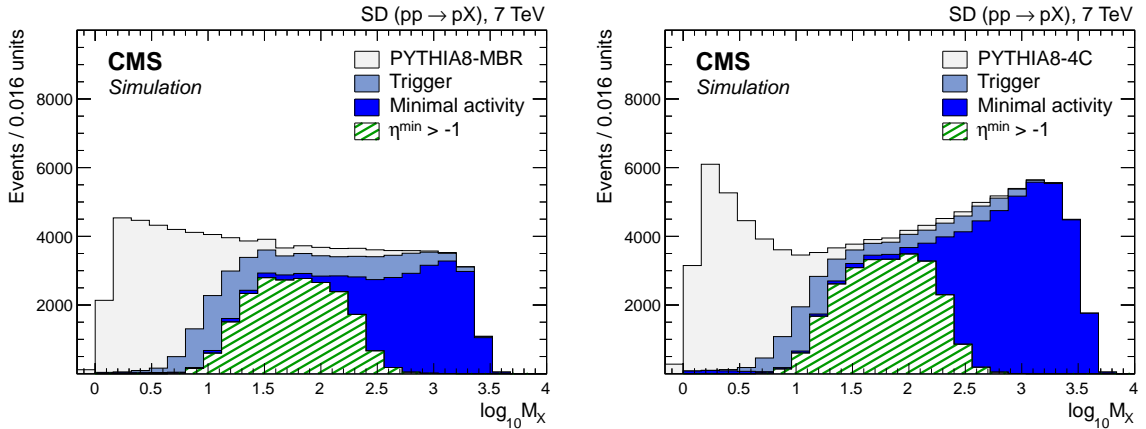 SD (pp → pX), 7 TeV
Events / 0.016 units
CMS
Simulation
PYTHIA8-MBR
Trigger
Minimal activity
η^min > -1
8000
6000
4000
2000
0 0.5 1 1.5 2 2.5 3 3.5 4
log₁₀M_X
SD (pp → pX), 7 TeV
Events / 0.016 units
CMS
Simulation
PYTHIA8-4C
Trigger
Minimal activity
η^min > -1
8000
6000
4000
2000
0 0.5 1 1.5 2 2.5 3 3.5 4
log₁₀M_X